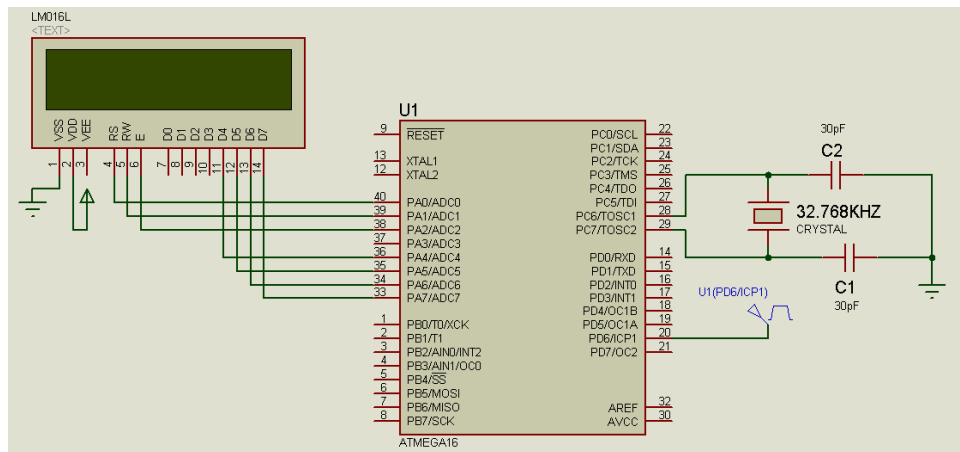 LM016L
<TEXT>
VSS
VDD
VEE
RS
RW
E
D0
D1
D2
D3
D4
D5
D6
D7
1
2
3
4
5
6
7
8
9
10
11
12
13
14
U1
9 RESET
13 XTAL1
12 XTAL2
40 PA0/ADC0
39 PA1/ADC1
38 PA2/ADC2
37 PA3/ADC3
36 PA4/ADC4
35 PA5/ADC5
34 PA6/ADC6
33 PA7/ADC7
1 PB0/T0/XCK
2 PB1/T1
3 PB2/AIN0/INT2
4 PB3/AIN1/OC0
5 PB4/SS
6 PB5/MOSI
7 PB6/MISO
8 PB7/SCK
PC0/SCL 22
PC1/SDA 23
PC2/TCK 24
PC3/TMS 25
PC4/TDO 26
PC5/TDI 27
PC6/TOSC1 28
PC7/TOSC2 29
PD0/RXD 14
PD1/TXD 15
PD2/INT0 16
PD3/INT1 17
PD4/OC1B 18
PD5/OC1A 19
PD6/ICP1 20
PD7/OC2 21
AREF 32
AVCC 30
ATMEGA16
30pF
C2
32.768KHZ
CRYSTAL
C1
30pF
U1(PD6/ICP1)